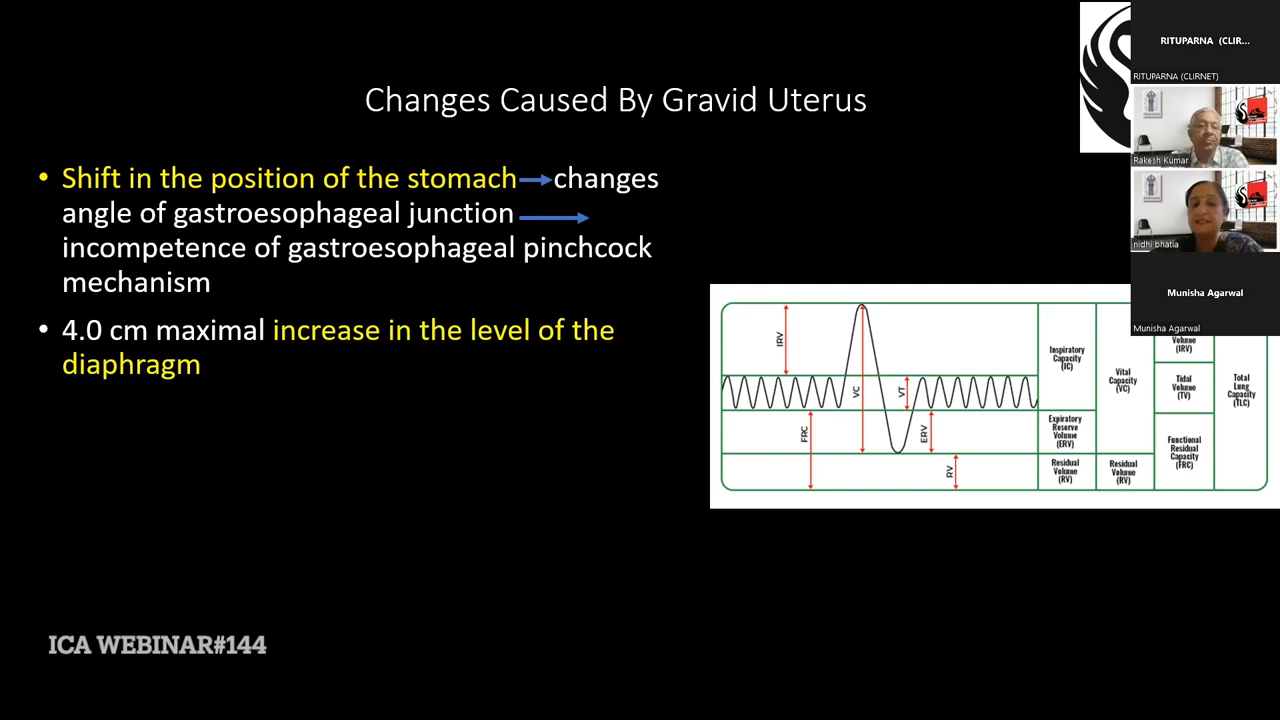 Changes Caused By Gravid Uterus
• Shift in the position of the stomach changes
angle of gastroesophageal junction
incompetence of gastroesophageal pinchcock
mechanism
• 4.0 cm maximal increase in the level of the
diaphragm
ICA WEBINAR#144
IRV
VC
VT
FRC
ERV
RV
Inspiratory
Capacity
(IC)
Expiratory
Reserve
Volume
(ERV)
Residual
Volume
(RV)
Vital
Capacity
(VC)
Residual
Volume
(RV)
Volume
(IRV)
Tidal
Volume
(TV)
Functional
Residual
Capacity
(FRC)
Total
Lung
Capacity
(TLC)
RITUPARNA (CLIR...
RITUPARNA (CLIRNET)
Rakesh Kumar
nidhi bhatia
Munisha Agarwal
Munisha Agarwal